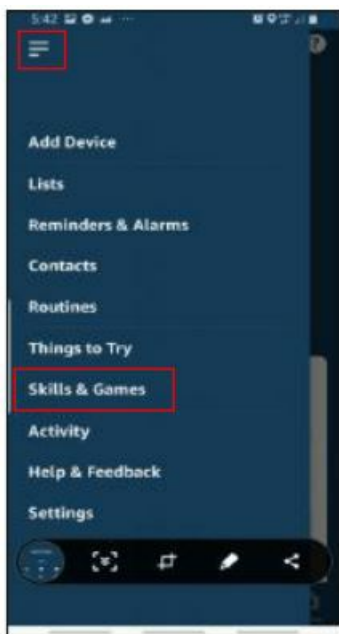 5:42
Add Device
Lists
Reminders & Alarms
Contacts
Routines
Things to Try
Skills & Games
Activity
Help & Feedback
Settings